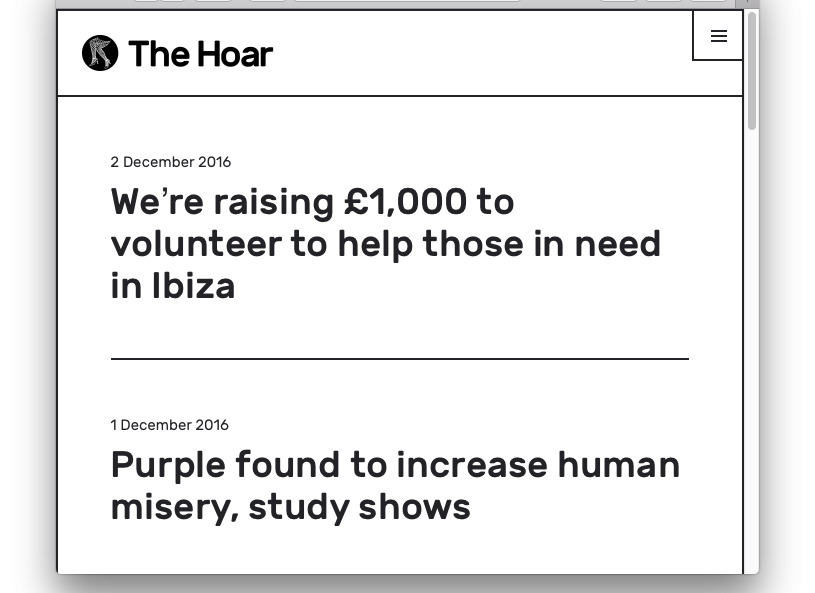 The Hoar
2 December 2016
We’re raising £1,000 to
volunteer to help those in need
in Ibiza
1 December 2016
Purple found to increase human
misery, study shows